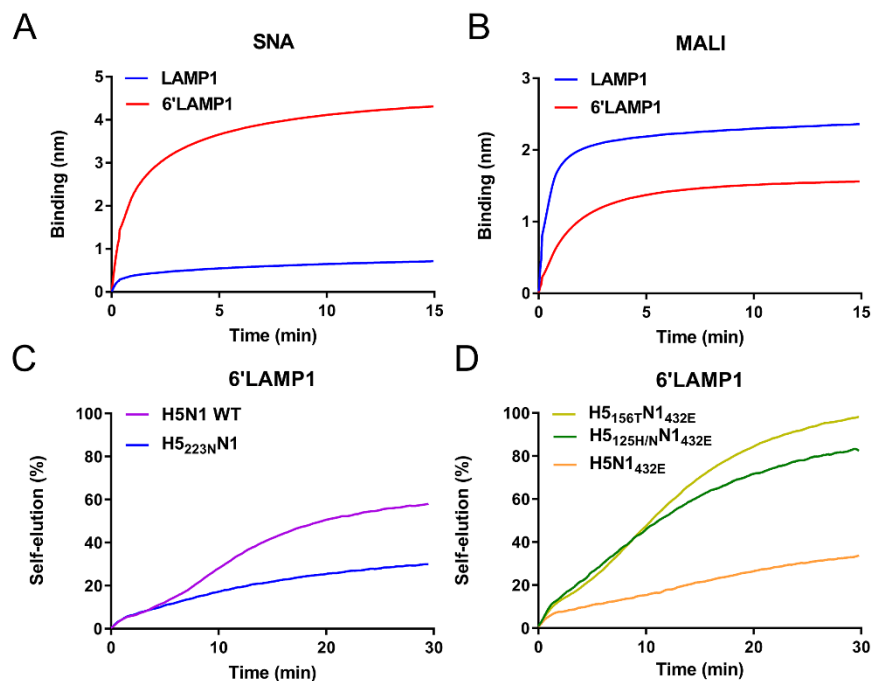 A
SNA
LAMP1
6'LAMP1
Binding (nm)
5
4
3
2
1
0
0 5 10 15
Time (min)
B
MALI
LAMP1
6'LAMP1
Binding (nm)
3
2
1
0
0 5 10 15
Time (min)
C
6'LAMP1
H5N1 WT
H5₂₂₃NN1
Self-elution (%)
100
80
60
40
20
0
0 10 20 30
Time (min)
D
6'LAMP1
H5₁₅₆TN1₄₃₂E
H5₁₂₅H/NN1₄₃₂E
H5N1₄₃₂E
Self-elution (%)
100
80
60
40
20
0
0 10 20 30
Time (min)